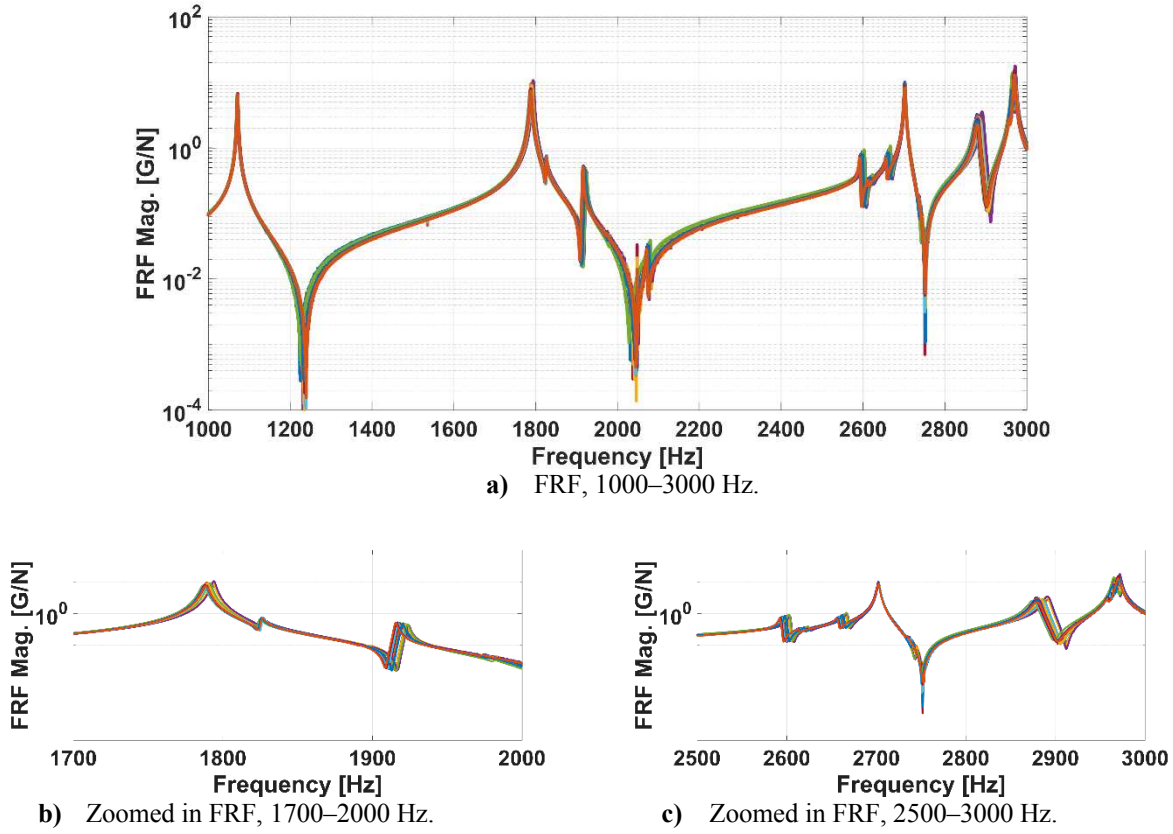 10^2
10^0
10^-2
10^-4
FRF Mag. [G/N]
1000 1200 1400 1600 1800 2000 2200 2400 2600 2800 3000
Frequency [Hz]
a) FRF, 1000–3000 Hz.
10^0
FRF Mag. [G/N]
1700 1800 1900 2000
Frequency [Hz]
b) Zoomed in FRF, 1700–2000 Hz.
10^0
FRF Mag. [G/N]
2500 2600 2700 2800 2900 3000
Frequency [Hz]
c) Zoomed in FRF, 2500–3000 Hz.